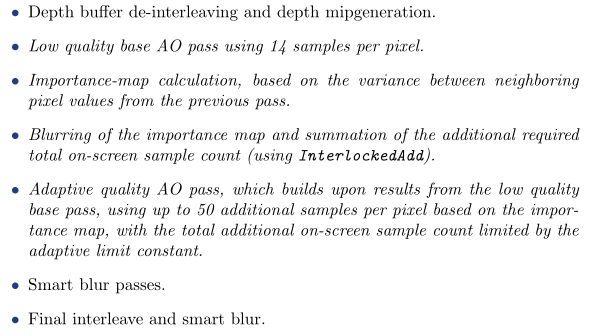 • Depth buffer de-interleaving and depth mipgeneration.
• Low quality base AO pass using 14 samples per pixel.
• Importance-map calculation, based on the variance between neighboring
pixel values from the previous pass.
• Blurring of the importance map and summation of the additional required
total on-screen sample count (using InterlockedAdd).
• Adaptive quality AO pass, which builds upon results from the low quality
base pass, using up to 50 additional samples per pixel based on the impor-
tance map, with the total additional on-screen sample count limited by the
adaptive limit constant.
• Smart blur passes.
• Final interleave and smart blur.